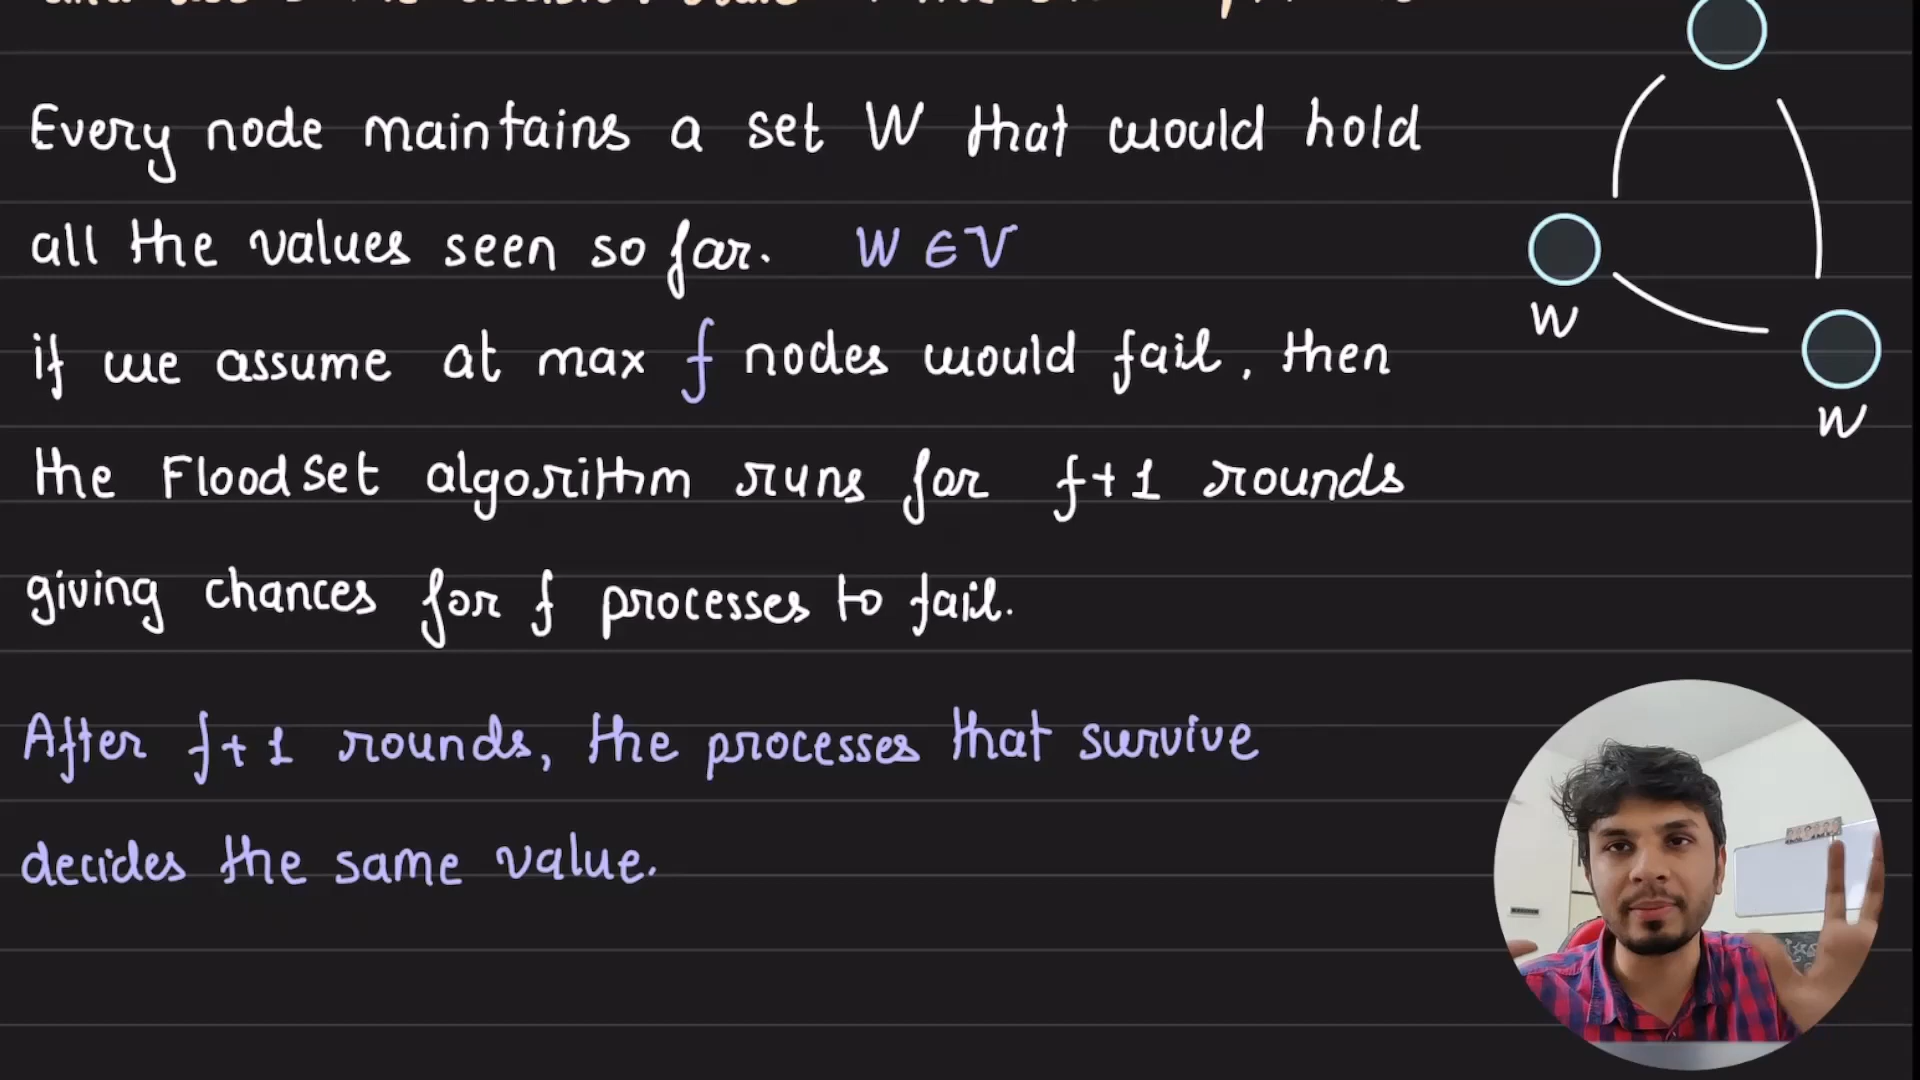 Every node maintains a set W that would hold
W
all the values seen so far. W ∈ V
W
if we assume at max f nodes would fail, then
the FloodSet algorithm runs for f+1 rounds
giving chances for f processes to fail.
After f+1 rounds, the processes that survive
decides the same value.